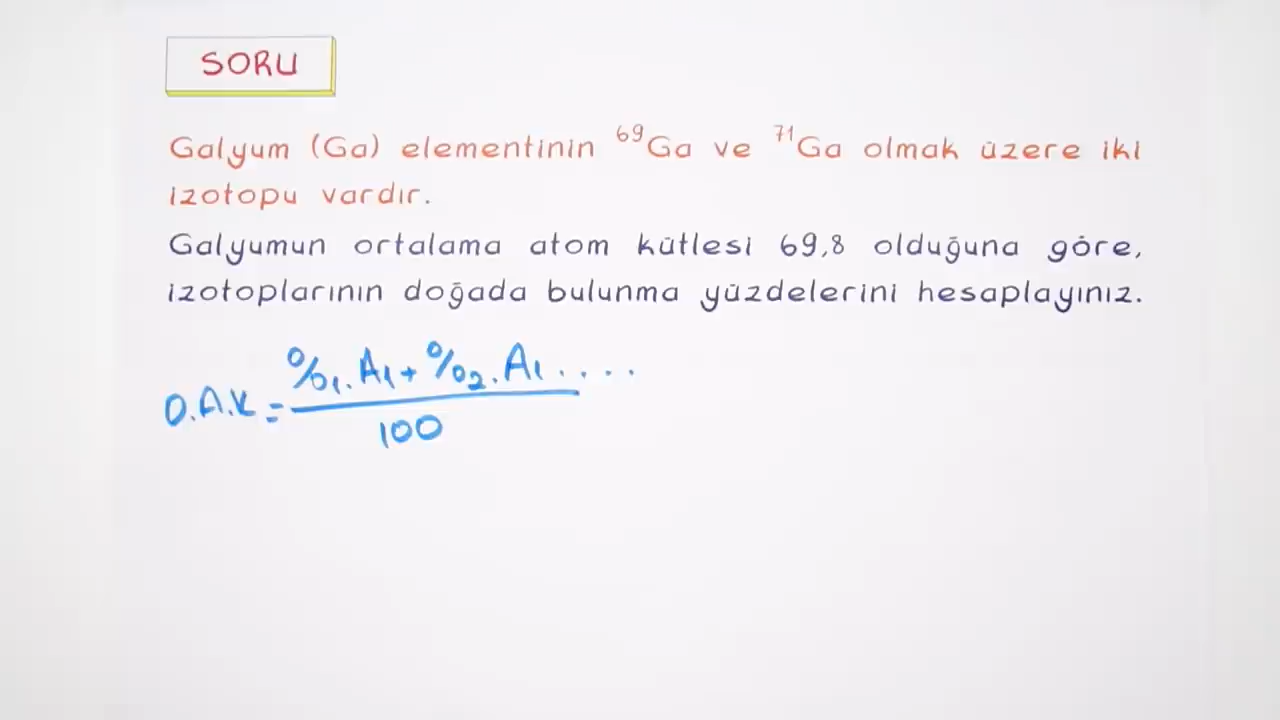 SORU
Galyum (Ga) elementinin ⁶⁹Ga ve ⁷¹Ga olmak üzere iki
izotopu vardır.
Galyumun ortalama atom kütlesi 69,8 olduğuna göre,
izotoplarının doğada bulunma yüzdelerini hesaplayınız.
%₁.A₁+%₂.A₁....
O.A.K=
100